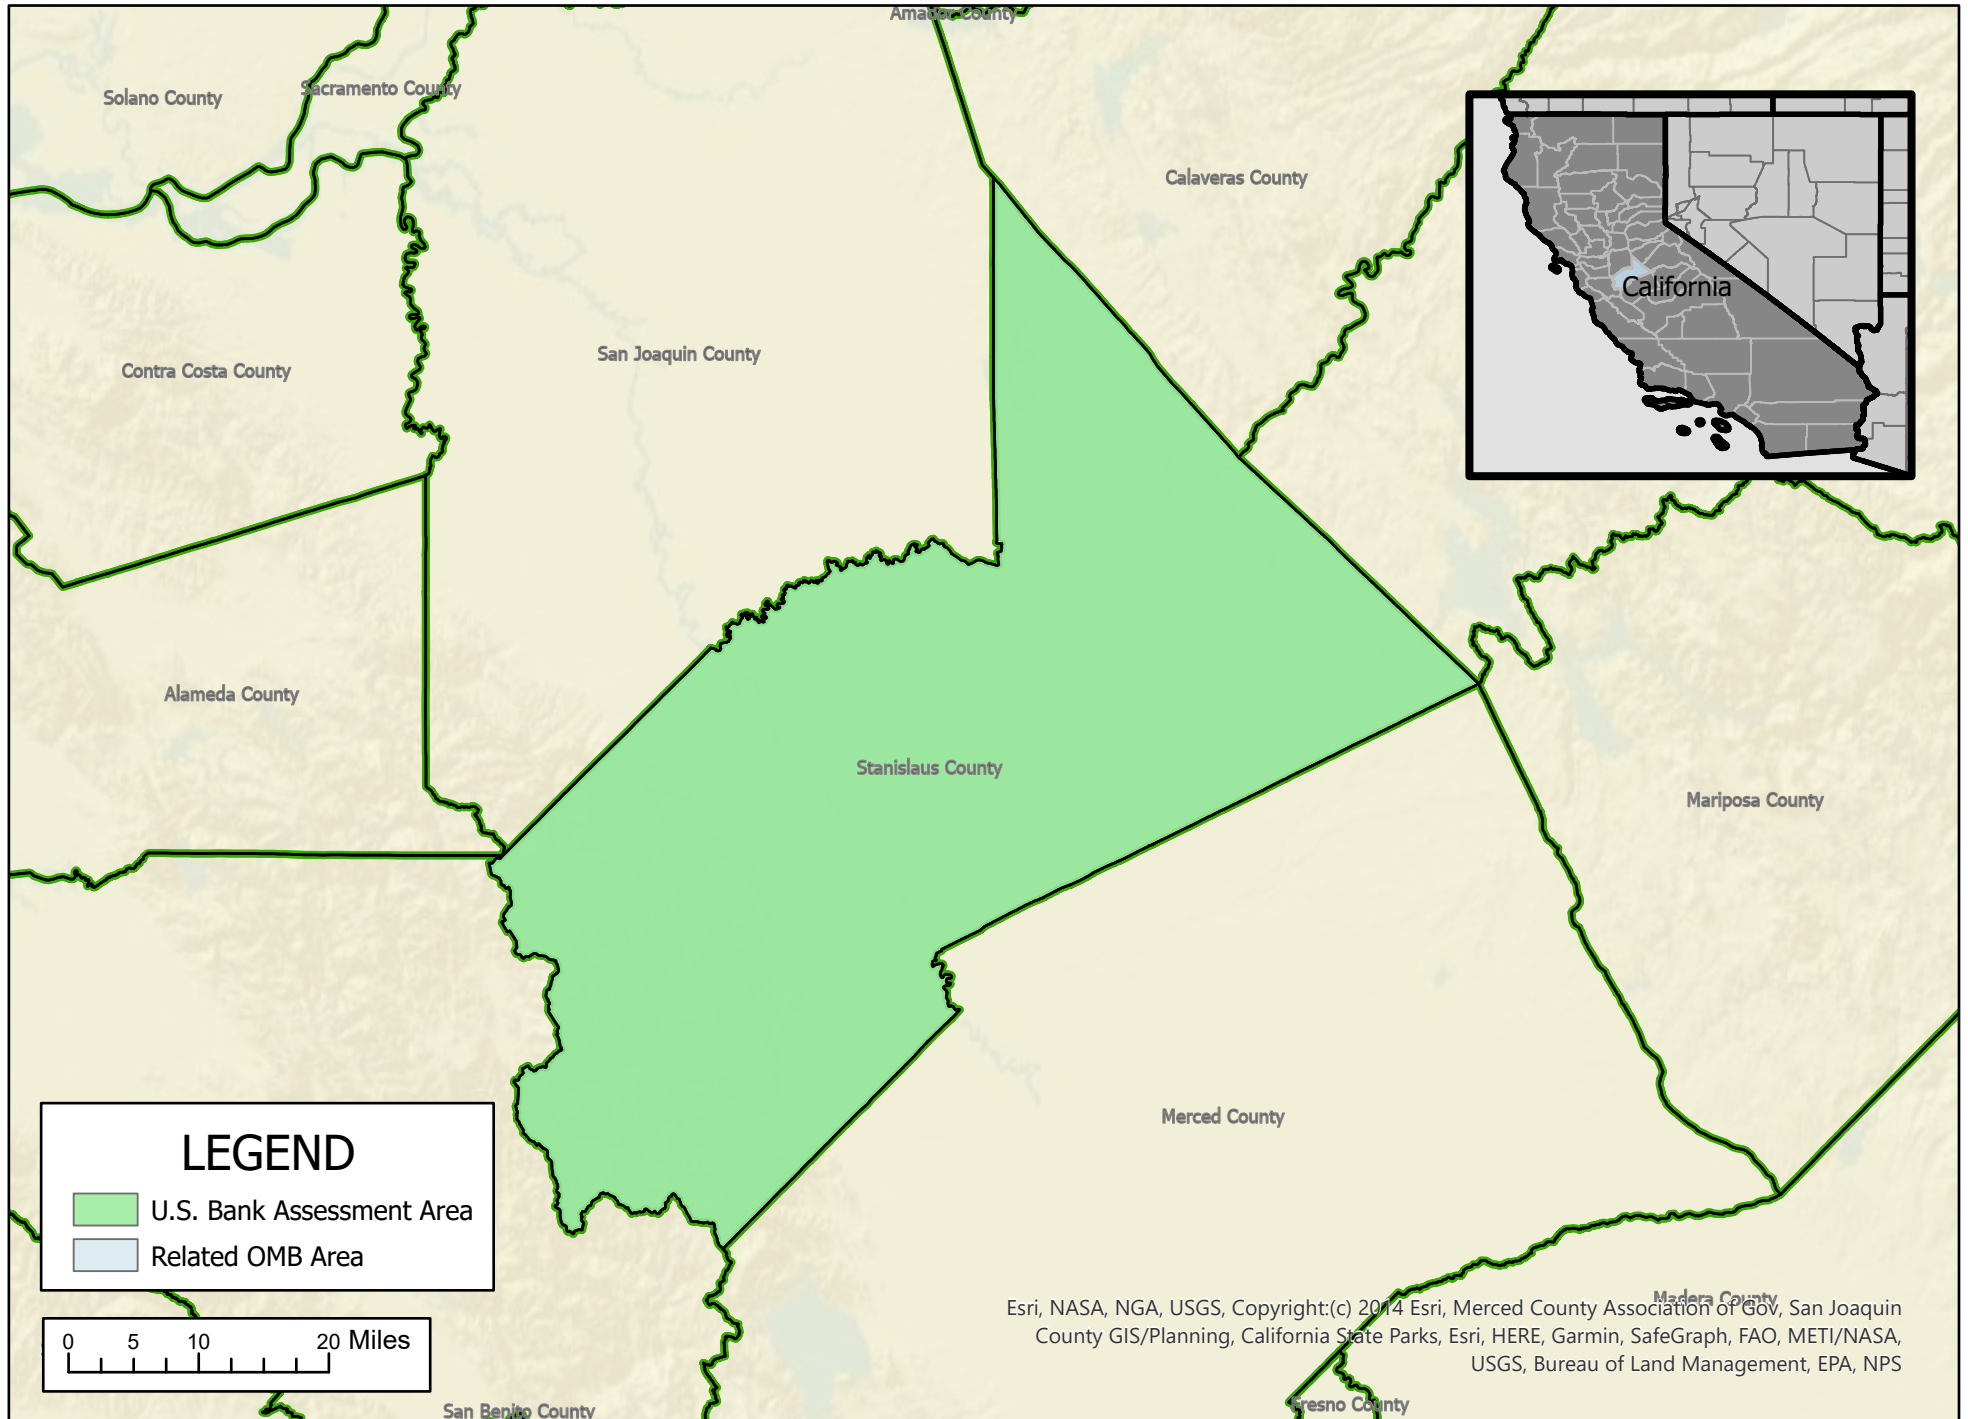 Amador County
Solano County
Sacramento County
Calaveras County
California
San Joaquin County
Contra Costa County
Alameda County
Stanislaus County
Mariposa County
Merced County
LEGEND
U.S. Bank Assessment Area
Related OMB Area
0 5 10 20 Miles
Madera County
Esri, NASA, NGA, USGS, Copyright:(c) 2014 Esri, Merced County Association of Gov, San Joaquin
County GIS/Planning, California State Parks, Esri, HERE, Garmin, SafeGraph, FAO, METI/NASA,
USGS, Bureau of Land Management, EPA, NPS
San Benito County
Fresno County